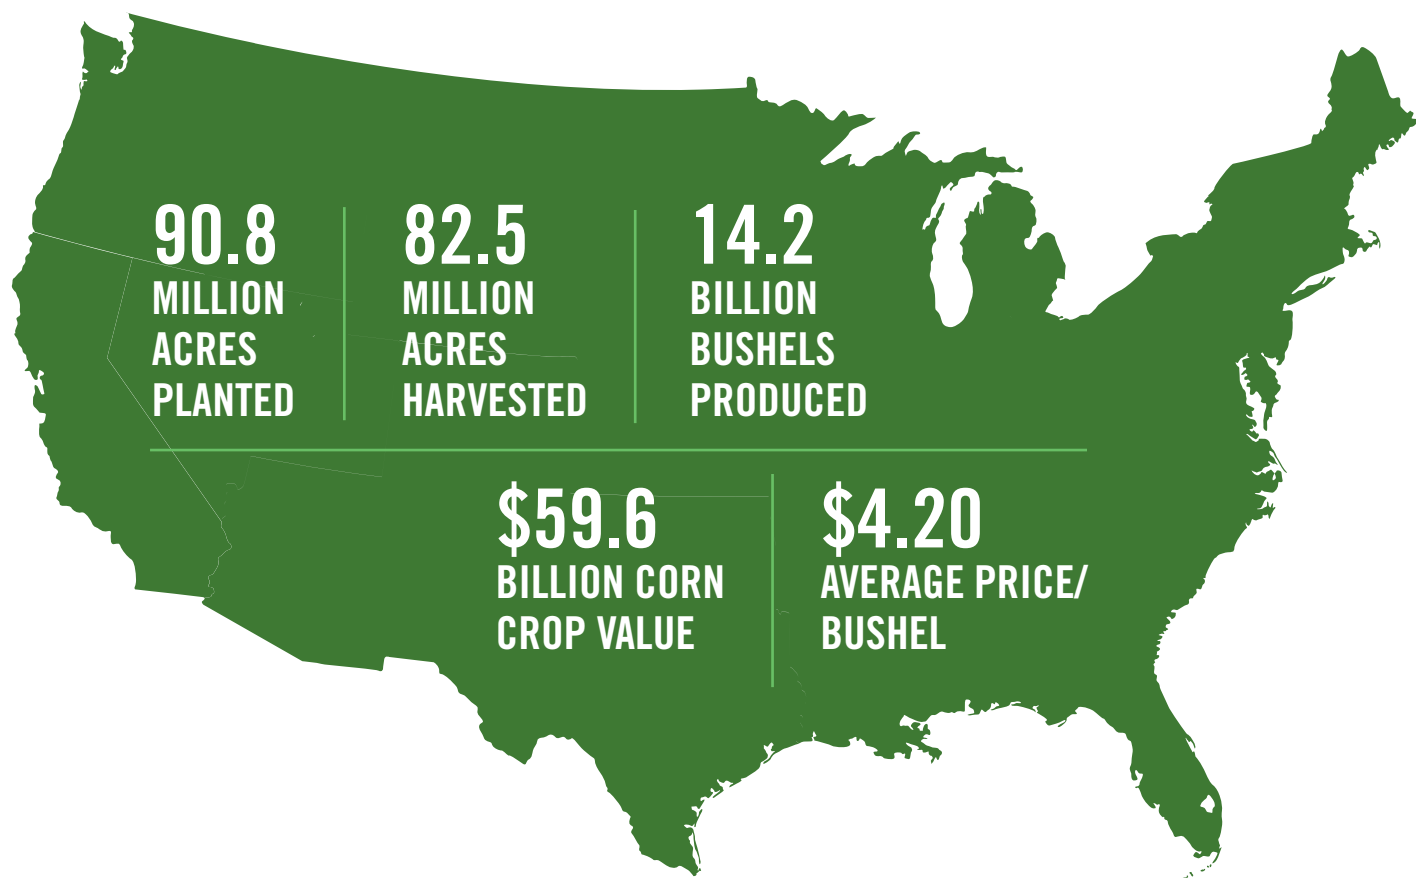 90.8
MILLION
ACRES
PLANTED
82.5
MILLION
ACRES
HARVESTED
14.2
BILLION
BUSHELS
PRODUCED
$59.6
BILLION CORN
CROP VALUE
$4.20
AVERAGE PRICE/
BUSHEL